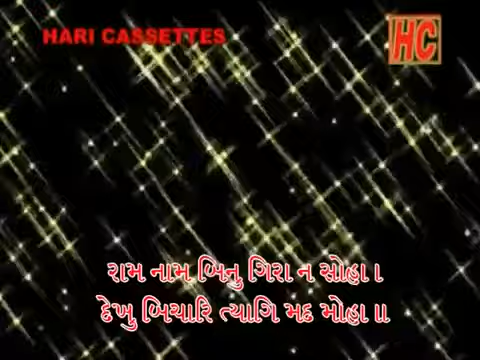 HARI CASSETTES
HC
રામ નામ બિનુ ગિરા ન સોહા ।
દેખુ બિચારિ ત્યાગિ મદ મોહા ॥